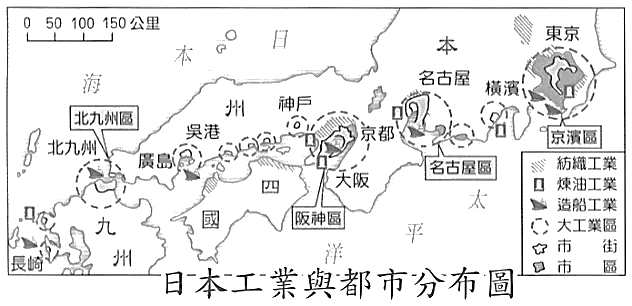 0 50 100 150 公里
日
本
海
本
州
東京
名古屋
橫濱
神戶
北九州區
北九州
吳港
廣島
京都
大阪
京濱區
名古屋區
阪神區
四
國
太
平
洋
九
州
長崎
紡織工業
煉油工業
造船工業
大工業區
市 街
市 區
日本工業與都市分布圖